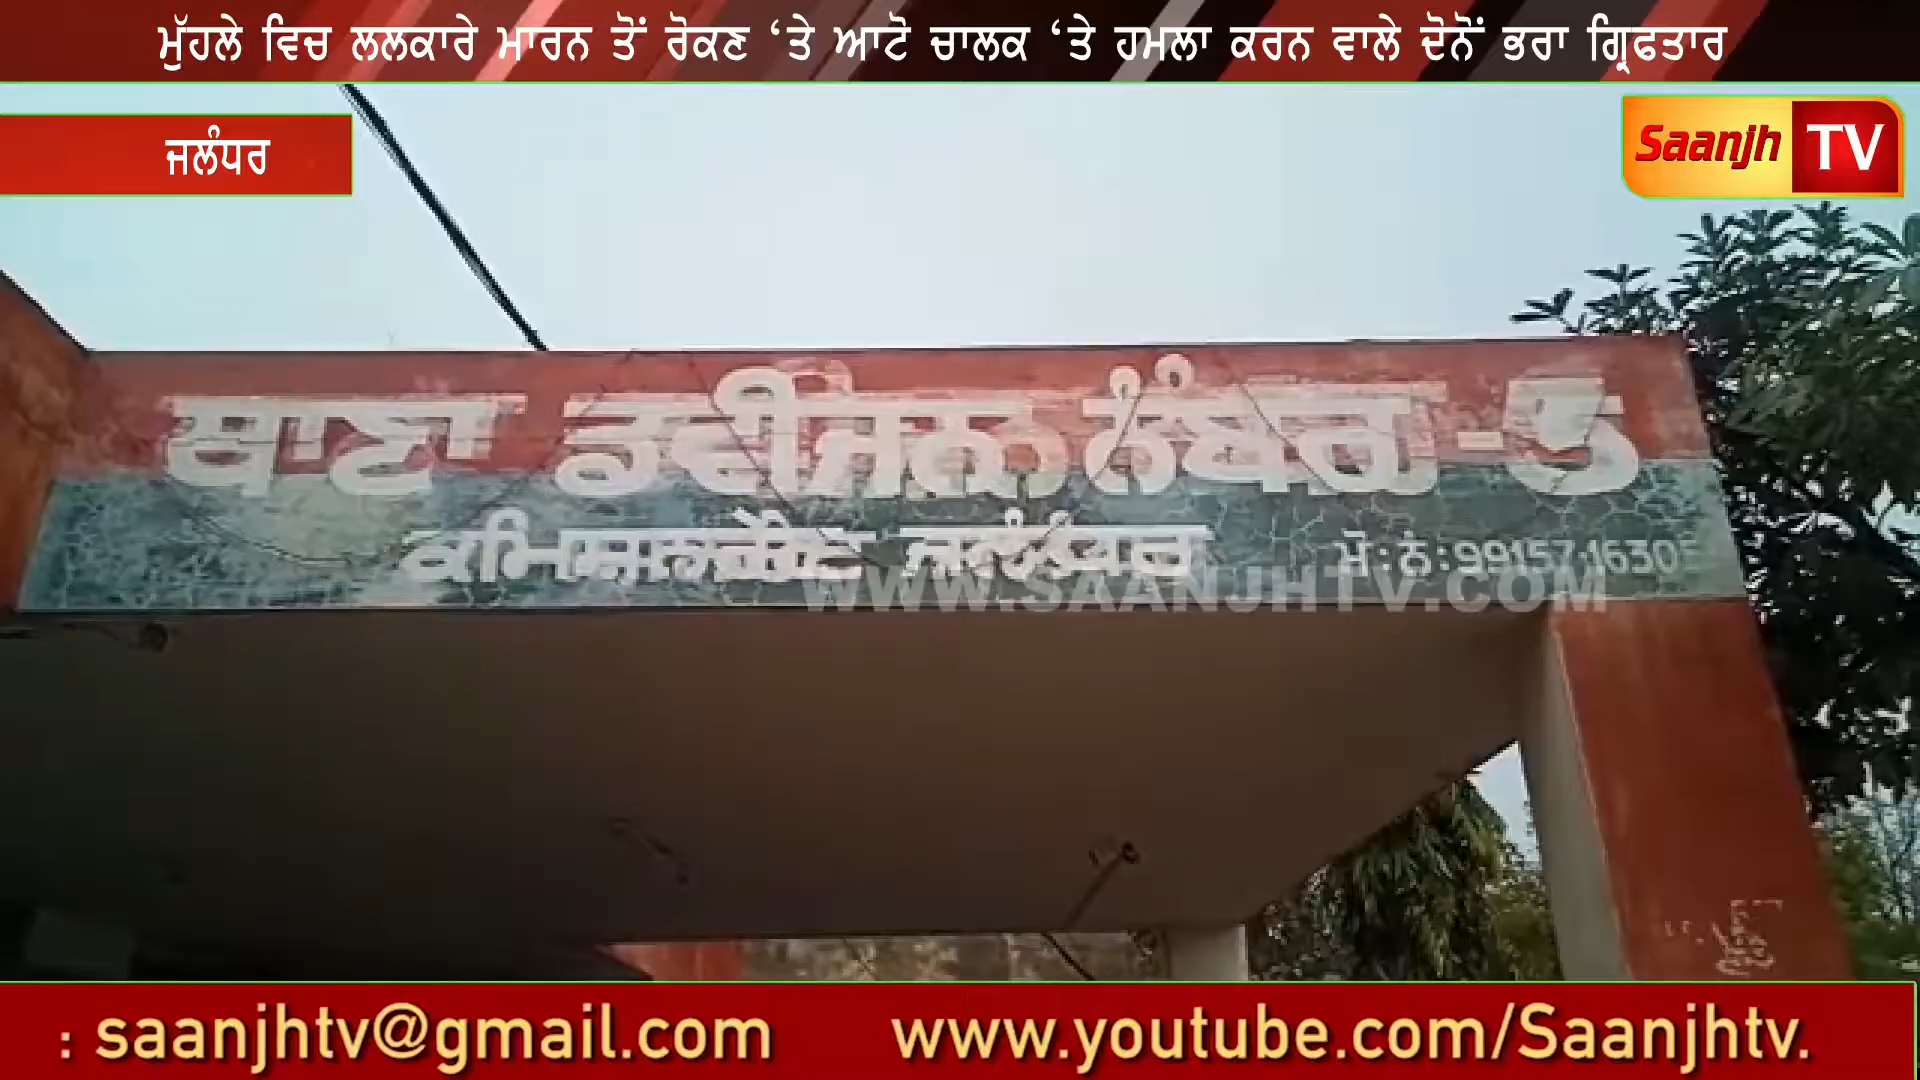 ਮੁੱਹਲੇ ਵਿਚ ਲਲਕਾਰੇ ਮਾਰਨ ਤੋਂ ਰੋਕਣ ‘ਤੇ ਆਟੋ ਚਾਲਕ ‘ਤੇ ਹਮਲਾ ਕਰਨ ਵਾਲੇ ਦੋਨੋਂ ਭਰਾ ਗ੍ਰਿਫਤਾਰ
ਜਲੰਧਰ
Saanjh TV
ਥਾਣਾ ਡਵੀਜਿਨ ਨੰਬਰ-5
ਕਮਿਸ਼ਨਰੇਟ ਜਲੰਧਰ
ਮੋ:ਨੰ:
WWW.SAANJHTV.COM
: saanjhtv@gmail.com www.youtube.com/Saanjhtv.